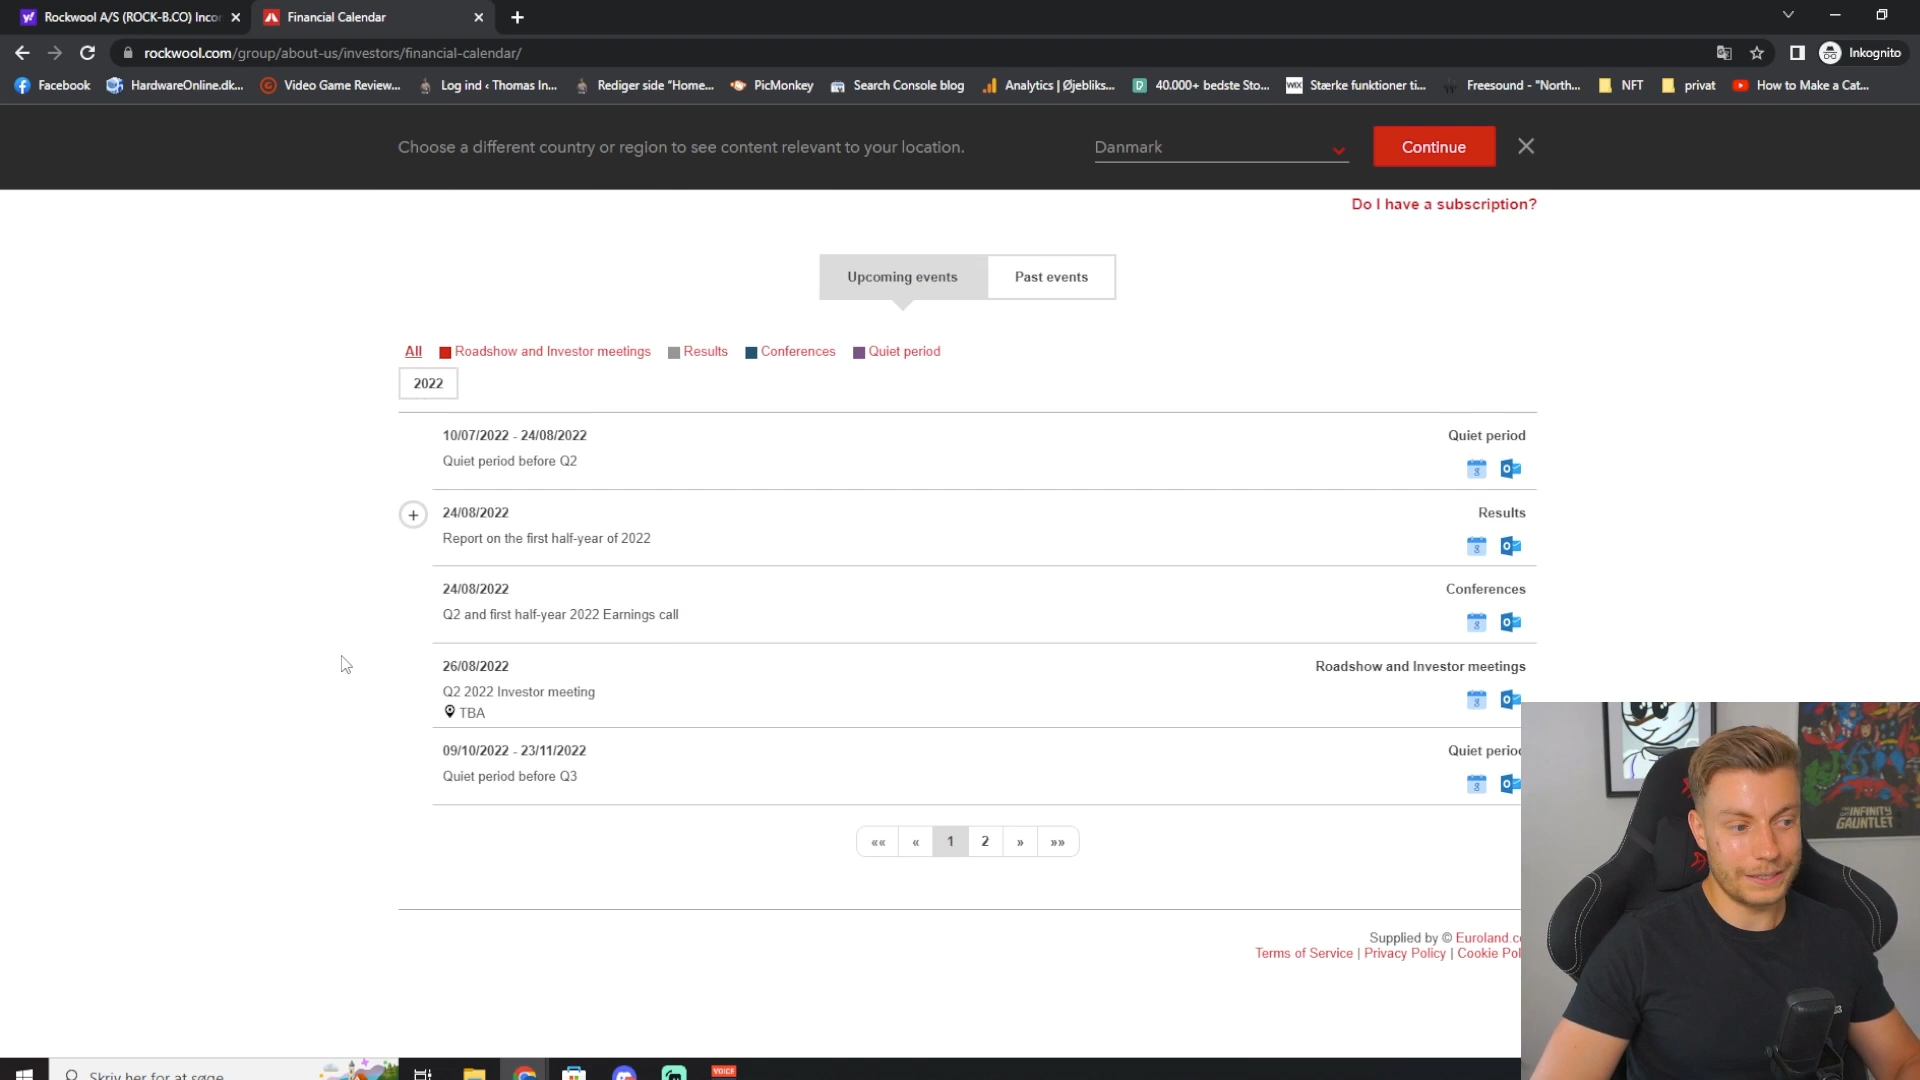 Rockwool A/S (ROCK-B.CO) Incor
Financial Calendar
rockwool.com/group/about-us/investors/financial-calendar/
Inkognito
Facebook
HardwareOnline.dk...
Video Game Review...
Log ind ‹ Thomas In...
Rediger side "Home...
PicMonkey
Search Console blog
Analytics | Øjebliks...
40.000+ bedste Sto...
WIX
Stærke funktioner ti...
Freesound - "North...
NFT
privat
How to Make a Cat...
Choose a different country or region to see content relevant to your location.
Danmark
Continue
Do I have a subscription?
Upcoming events
Past events
All
Roadshow and Investor meetings
Results
Conferences
Quiet period
2022
10/07/2022 - 24/08/2022
Quiet period
Quiet period before Q2
24/08/2022
Results
Report on the first half-year of 2022
24/08/2022
Conferences
Q2 and first half-year 2022 Earnings call
26/08/2022
Roadshow and Investor meetings
Q2 2022 Investor meeting
TBA
09/10/2022 - 23/11/2022
Quiet period
Quiet period before Q3
«« « 1 2 » »»
Supplied by © Euroland.c
Terms of Service | Privacy Policy | Cookie Pol
INFINITY
GAUNTLET
Skriv her for at søge
VOICE